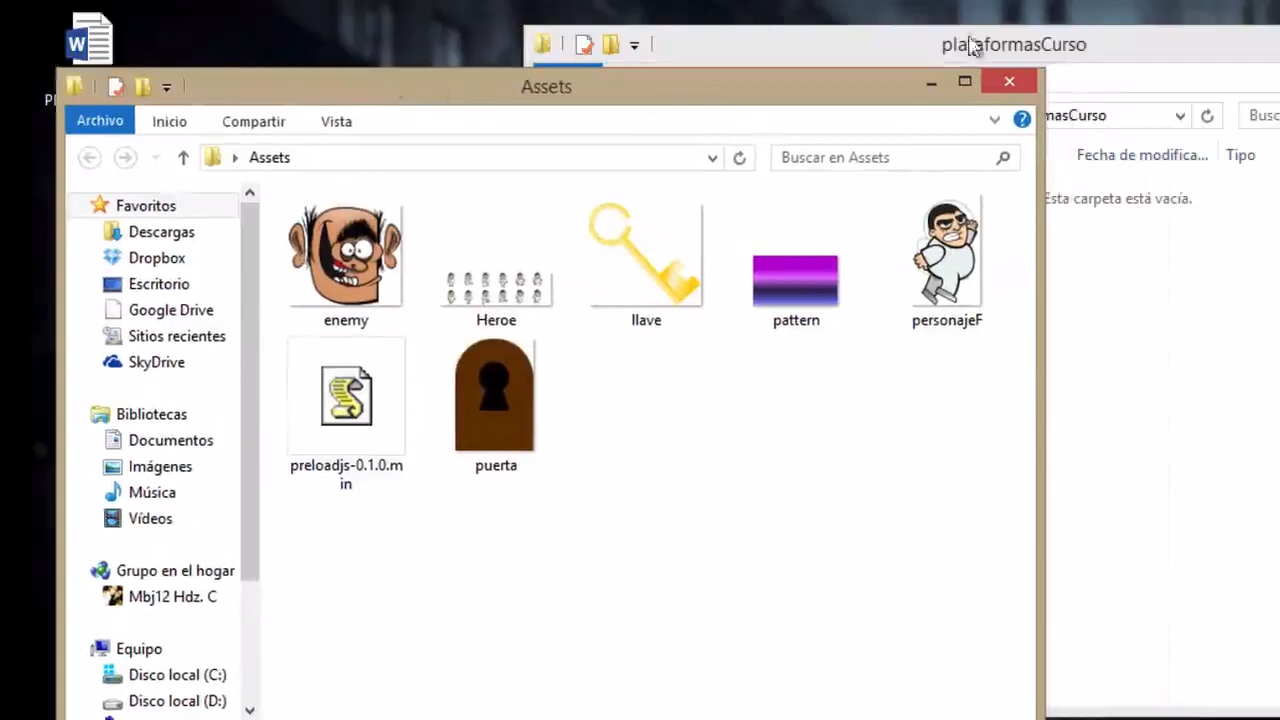 plataformasCurso
Pl
Assets
Archivo
Inicio
Compartir
Vista
Assets
Buscar en Assets
masCurso
Busc
Fecha de modifica...
Tipo
Esta carpeta está vacía.
Favoritos
Descargas
Dropbox
Escritorio
Google Drive
Sitios recientes
SkyDrive
Bibliotecas
Documentos
Imágenes
Música
Vídeos
Grupo en el hogar
Mbj12 Hdz. C
Equipo
Disco local (C:)
Disco local (D:)
enemy
Heroe
llave
pattern
personajeF
preloadjs-0.1.0.m
in
puerta